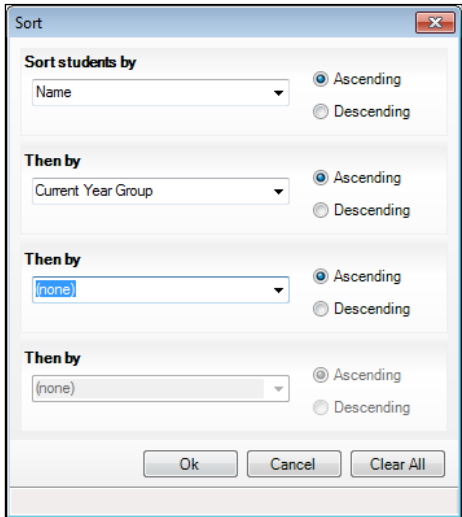 Sort
Sort students by
Name
Ascending
Descending
Then by
Current Year Group
Ascending
Descending
Then by
(none)
Ascending
Descending
Then by
(none)
Ascending
Descending
Ok Cancel Clear All